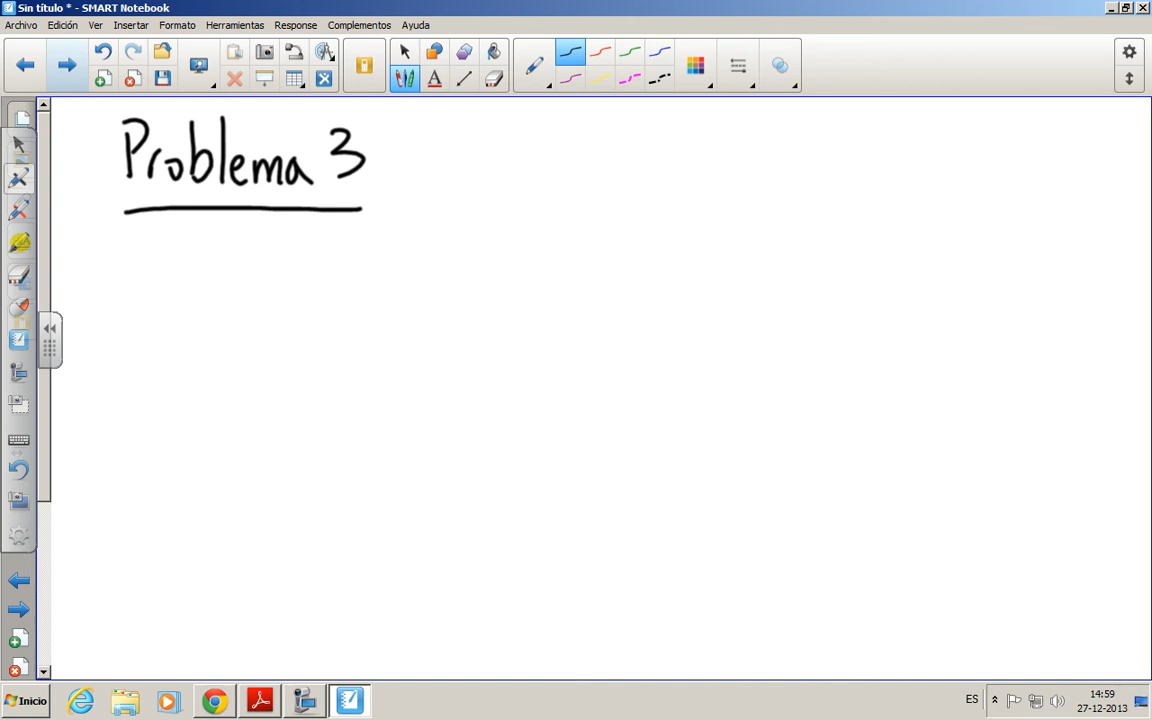 Sin título * - SMART Notebook
Archivo Edición Ver Insertar Formato Herramientas Response Complementos Ayuda
Problema 3
Inicio
ES
14:59
27-12-2013